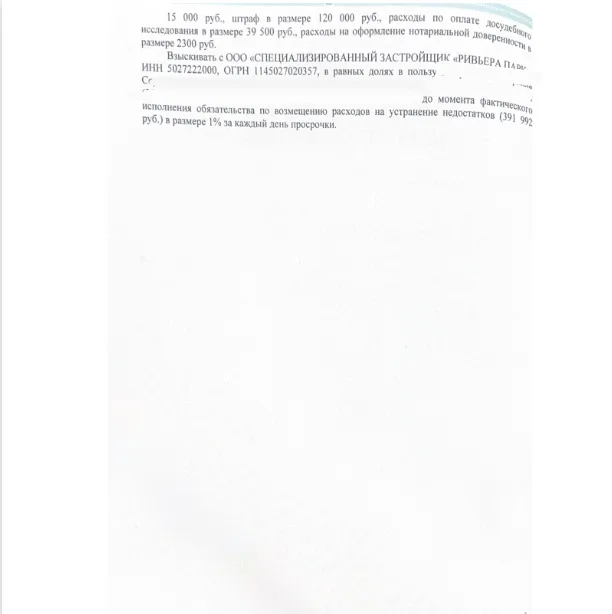 15 000 руб., штраф в размере 120 000 руб., расходы по оплате досудебного
исследования в размере 39 500 руб., расходы на оформление нотариальной доверенности в
размере 2300 руб.
Взыскивать с ООО «СПЕЦИАЛИЗИРОВАННЫЙ ЗАСТРОЙЩИК «РИВЬЕРА
ИНН 5027222000, ОГРН 1145027020357, в равных долях в пользу
до момента фактического
исполнения обязательства по возмещению расходов на устранение недостатков (391 992
руб.) в размере 1% за каждый день просрочки.